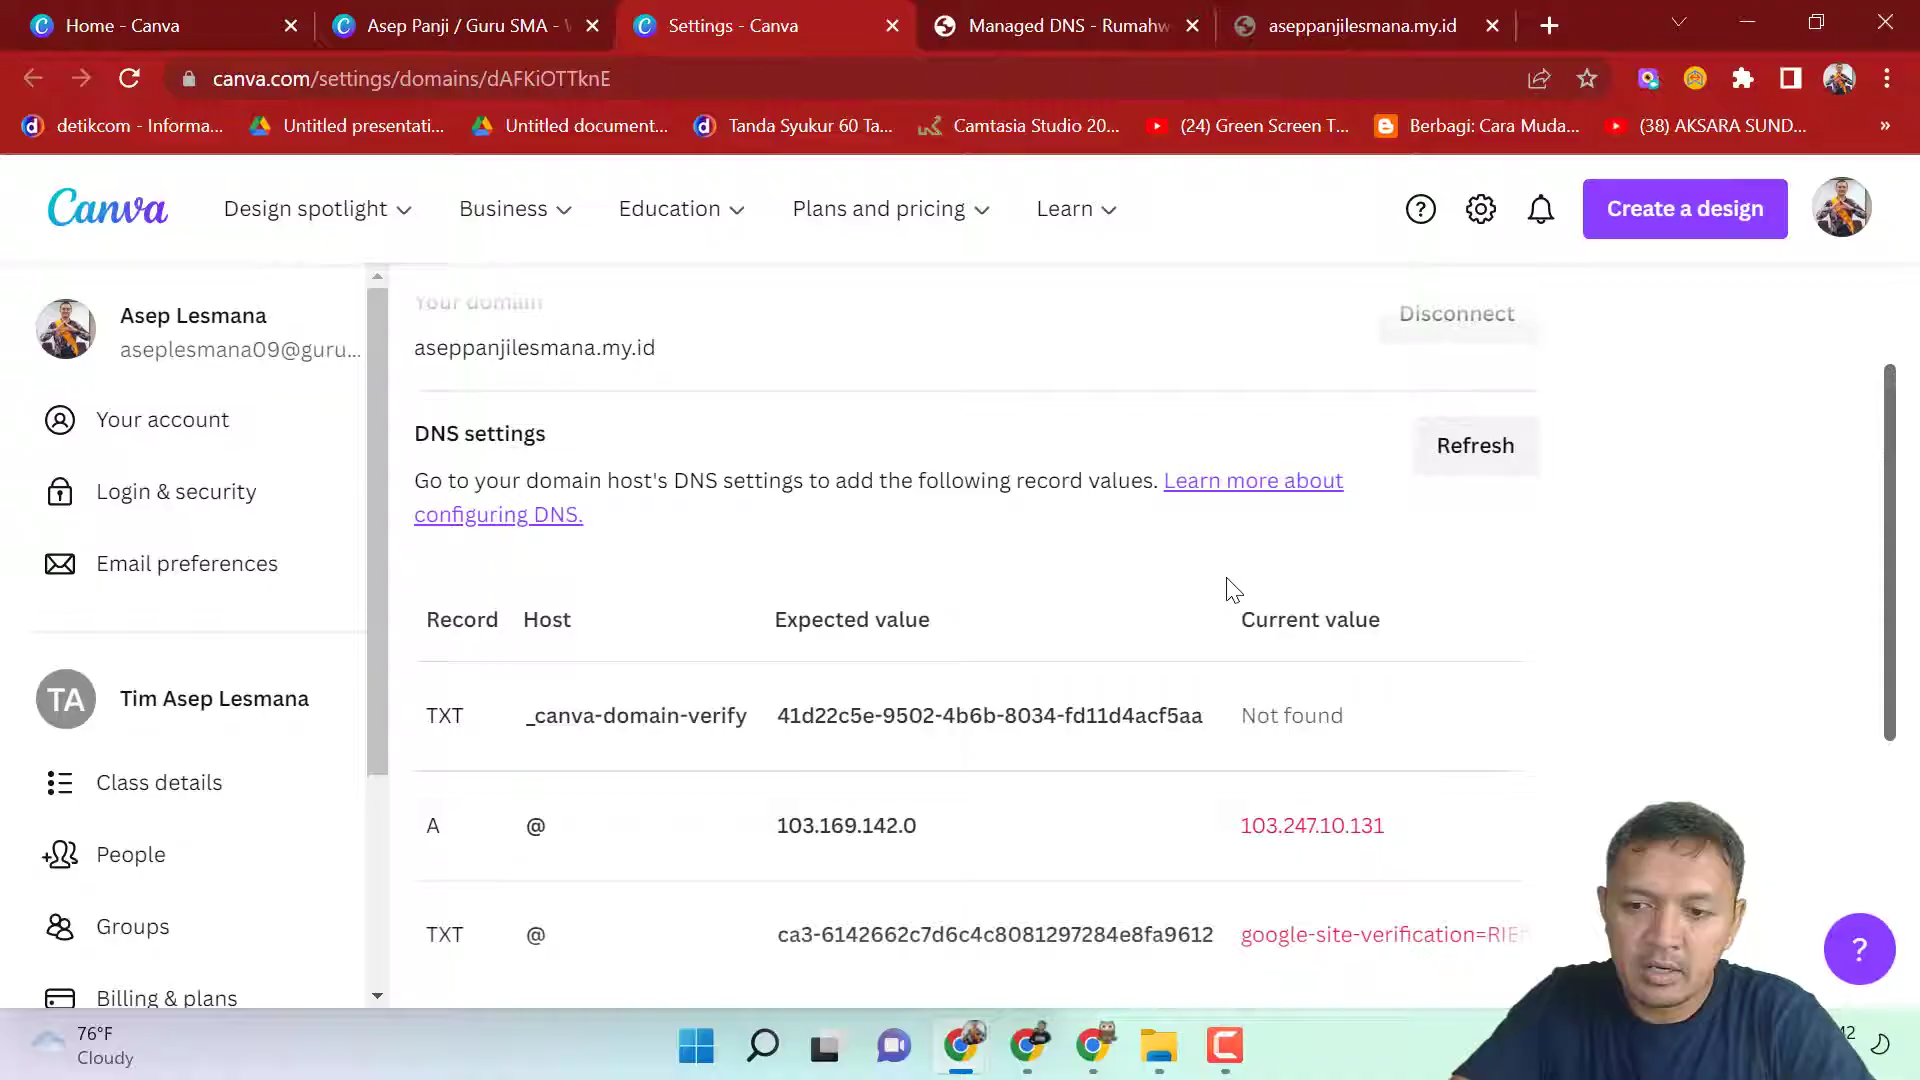 Home - Canva
Asep Panji / Guru SMA -
Settings - Canva
Managed DNS - Rumahw
aseppanjilesmana.my.id
canva.com/settings/domains/dAFKiOTTknE
detikcom - Informa...
Untitled presentati...
Untitled document...
Tanda Syukur 60 Ta...
Camtasia Studio 20...
(24) Green Screen T...
Berbagi: Cara Muda...
(38) AKSARA SUND...
»
Canva
Design spotlight
Business
Education
Plans and pricing
Learn
?
Create a design
Asep Lesmana
aseplesmana09@guru...
Your account
Login & security
Email preferences
TA
Tim Asep Lesmana
Class details
People
Groups
Billing & plans
Your domain
Disconnect
aseppanjilesmana.my.id
DNS settings
Refresh
Go to your domain host's DNS settings to add the following record values. Learn more about
configuring DNS.
Record Host Expected value Current value
TXT _canva-domain-verify 41d22c5e-9502-4b6b-8034-fd11d4acf5aa Not found
A @ 103.169.142.0 103.247.10.131
TXT @ ca3-6142662c7d6c4c8081297284e8fa9612 google-site-verification=RIE
?
76°F
Cloudy